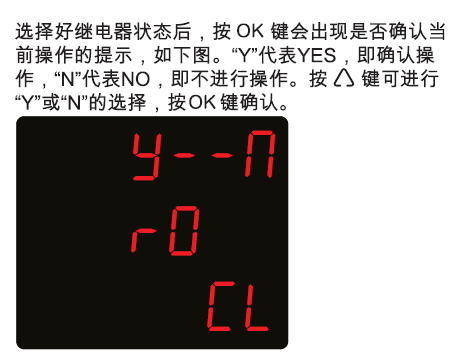 选择好继电器状态后，按 OK 键会出现是否确认当
前操作的提示，如下图。“Y”代表YES，即确认操
作，“N”代表NO，即不进行操作。按 △ 键可进行
“Y”或“N”的选择，按OK键确认。
y--n
r0
CL